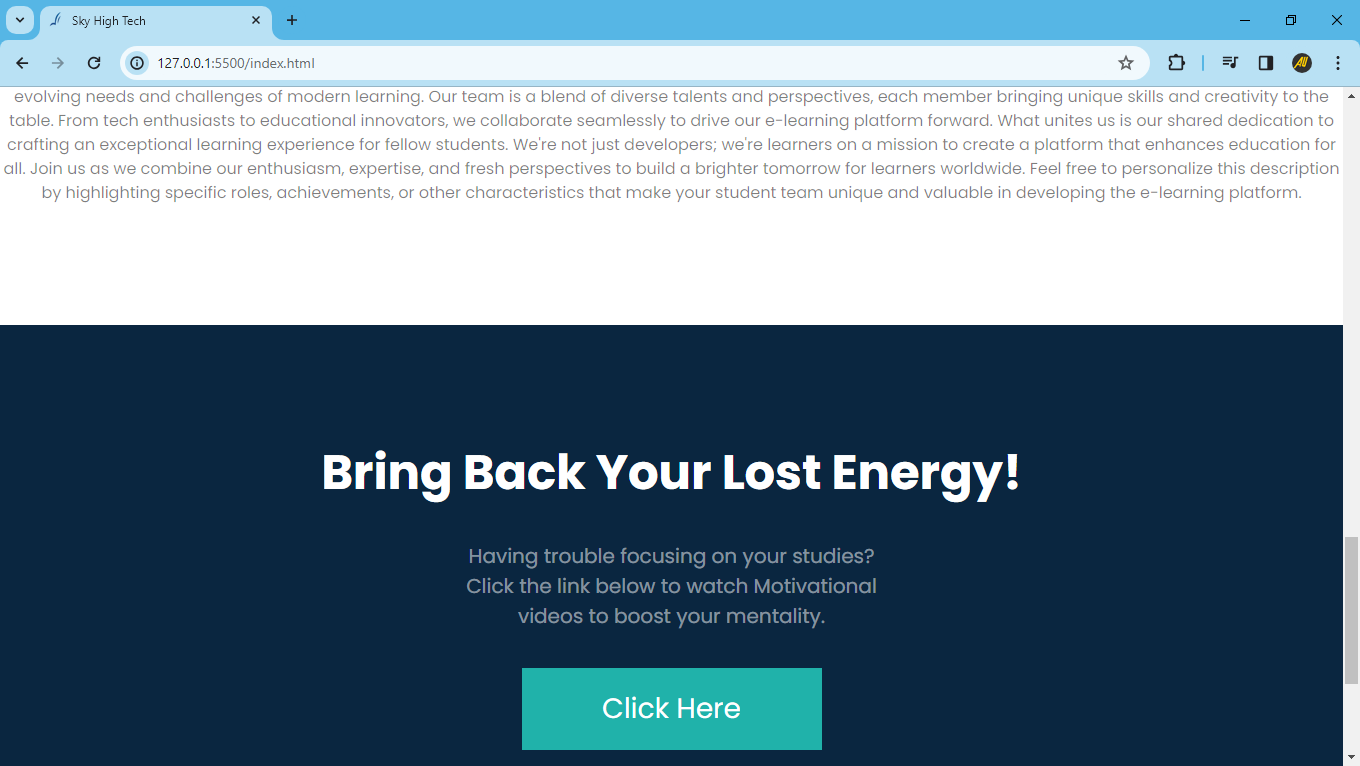 Sky High Tech
127.0.0.1:5500/index.html
evolving needs and challenges of modern learning. Our team is a blend of diverse talents and perspectives, each member bringing unique skills and creativity to the
table. From tech enthusiasts to educational innovators, we collaborate seamlessly to drive our e-learning platform forward. What unites us is our shared dedication to
crafting an exceptional learning experience for fellow students. We're not just developers; we're learners on a mission to create a platform that enhances education for
all. Join us as we combine our enthusiasm, expertise, and fresh perspectives to build a brighter tomorrow for learners worldwide. Feel free to personalize this description
by highlighting specific roles, achievements, or other characteristics that make your student team unique and valuable in developing the e-learning platform.
Bring Back Your Lost Energy!
Having trouble focusing on your studies?
Click the link below to watch Motivational
videos to boost your mentality.
Click Here